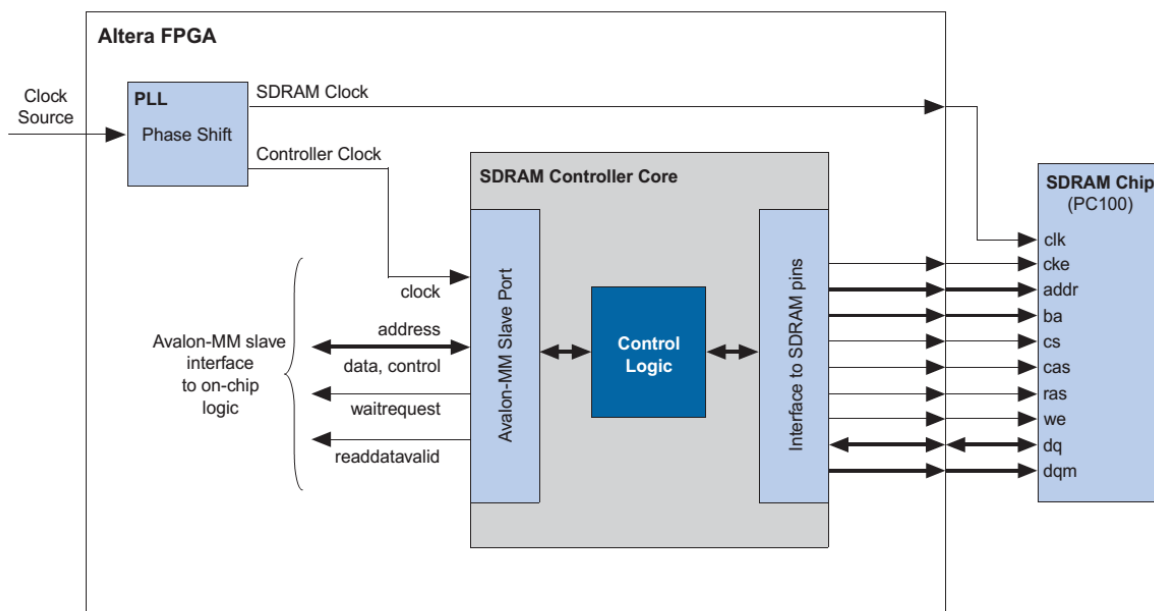 Altera FPGA
Clock
Source
PLL
Phase Shift
SDRAM Clock
Controller Clock
SDRAM Controller Core
SDRAM Chip
(PC100)
Avalon-MM slave
interface
to on-chip
logic
clock
address
data, control
waitrequest
readdatavalid
Avalon-MM Slave Port
Control
Logic
Interface to SDRAM pins
clk
cke
addr
ba
cs
cas
ras
we
dq
dqm